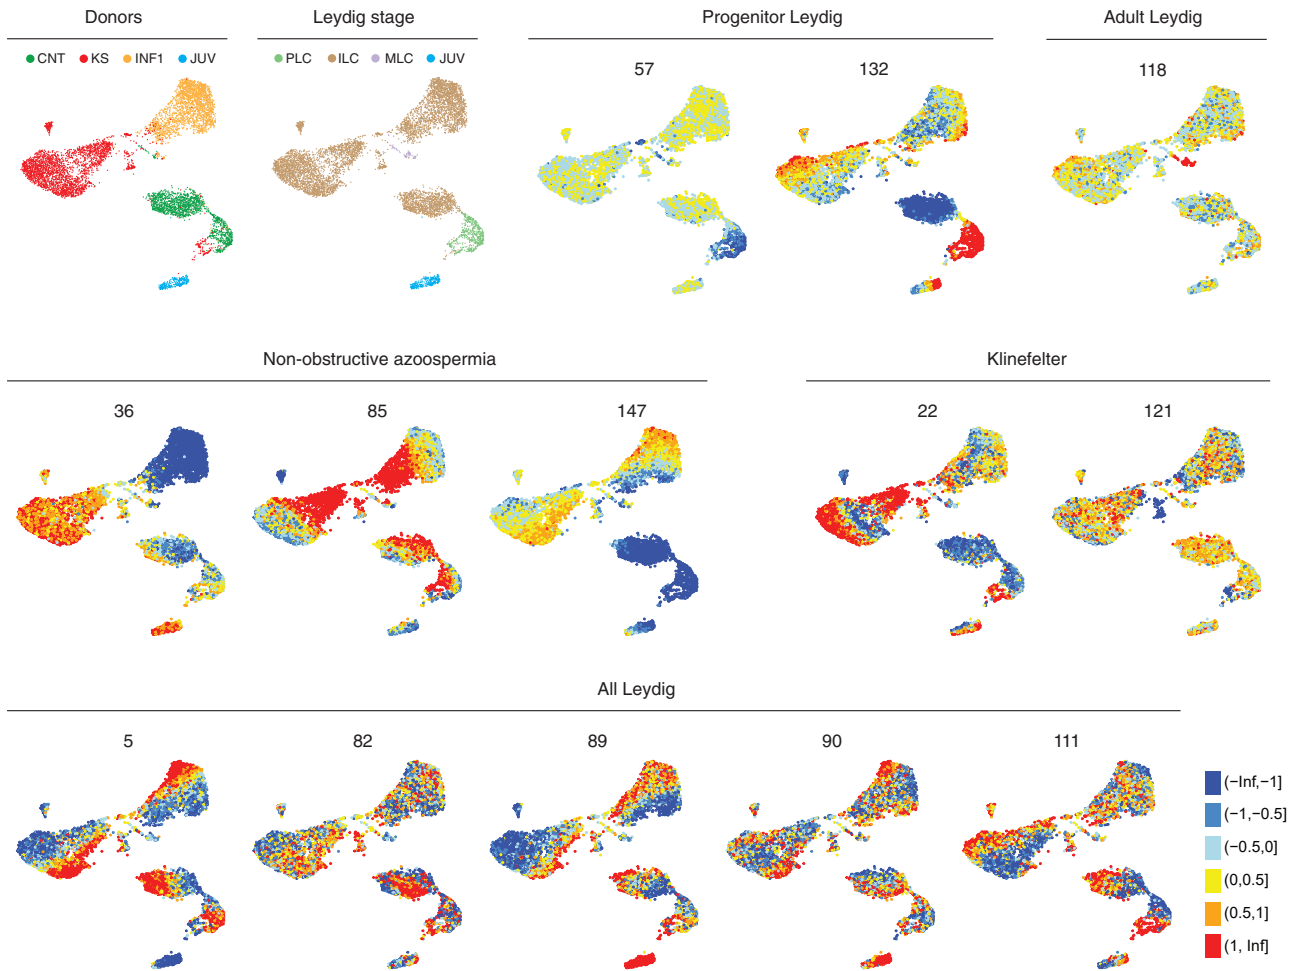 Donors
Leydig stage
Progenitor Leydig
Adult Leydig
CNT KS INF1 JUV
PLC ILC MLC JUV
57
132
118
Non-obstructive azoospermia
Klinefelter
36
85
147
22
121
All Leydig
5
82
89
90
111
(−Inf,−1]
(−1,−0.5]
(−0.5,0]
(0,0.5]
(0.5,1]
(1, Inf]